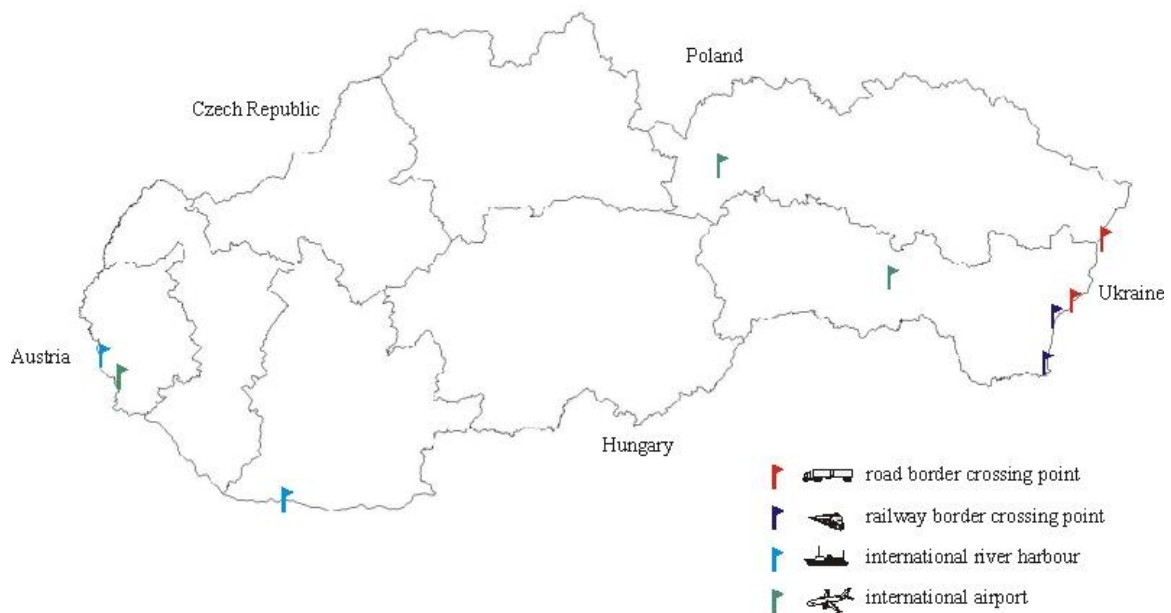 Poland
Czech Republic
Ukraine
Austria
Hungary
road border crossing point
railway border crossing point
international river harbour
international airport